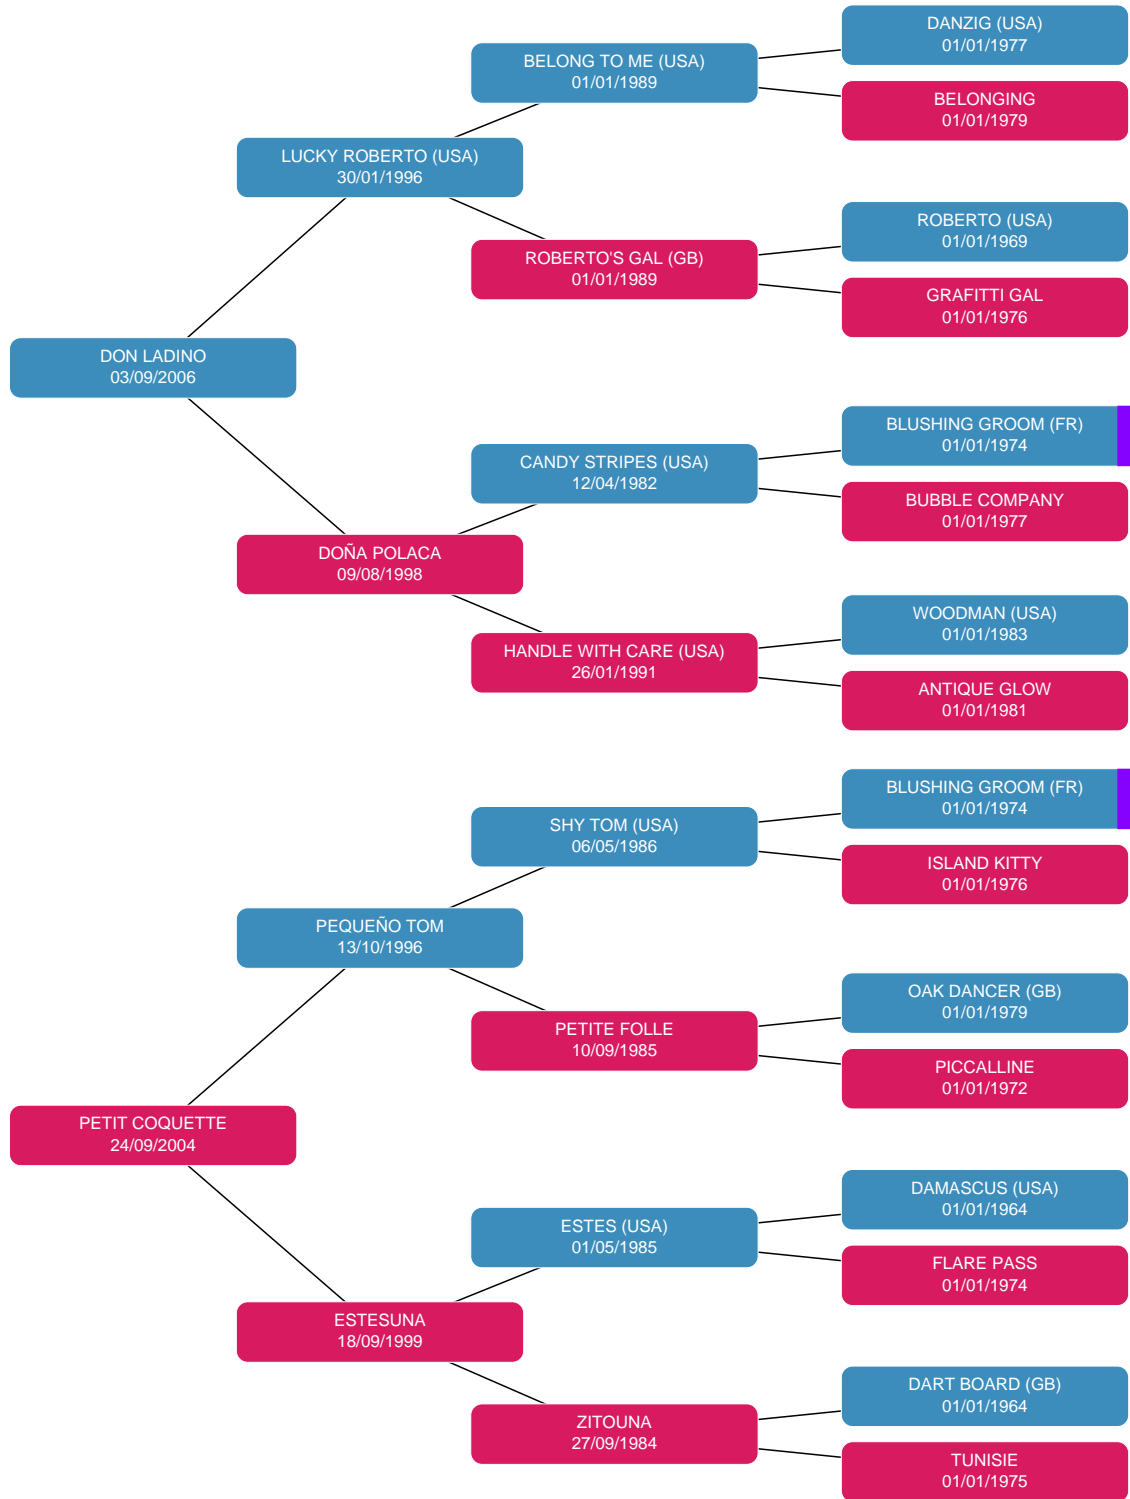 DANZIG (USA)
01/01/1977
BELONG TO ME (USA)
01/01/1989
BELONGING
01/01/1979
LUCKY ROBERTO (USA)
30/01/1996
ROBERTO (USA)
01/01/1969
ROBERTO'S GAL (GB)
01/01/1989
GRAFITTI GAL
01/01/1976
DON LADINO
03/09/2006
BLUSHING GROOM (FR)
01/01/1974
CANDY STRIPES (USA)
12/04/1982
BUBBLE COMPANY
01/01/1977
DOÑA POLACA
09/08/1998
WOODMAN (USA)
01/01/1983
HANDLE WITH CARE (USA)
26/01/1991
ANTIQUE GLOW
01/01/1981
BLUSHING GROOM (FR)
01/01/1974
SHY TOM (USA)
06/05/1986
ISLAND KITTY
01/01/1976
PEQUEÑO TOM
13/10/1996
OAK DANCER (GB)
01/01/1979
PETITE FOLLE
10/09/1985
PICCALLINE
01/01/1972
PETIT COQUETTE
24/09/2004
DAMASCUS (USA)
01/01/1964
ESTES (USA)
01/05/1985
FLARE PASS
01/01/1974
ESTESUNA
18/09/1999
DART BOARD (GB)
01/01/1964
ZITOUNA
27/09/1984
TUNISIE
01/01/1975